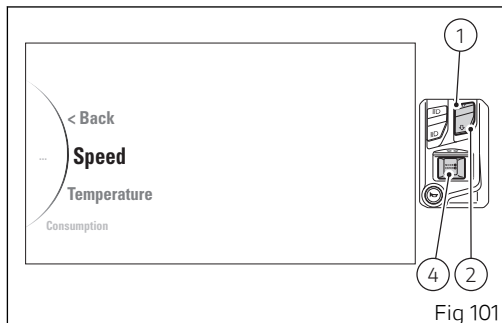 1
< Back
...
Speed
Temperature
Consumption
4
2
Fig 101